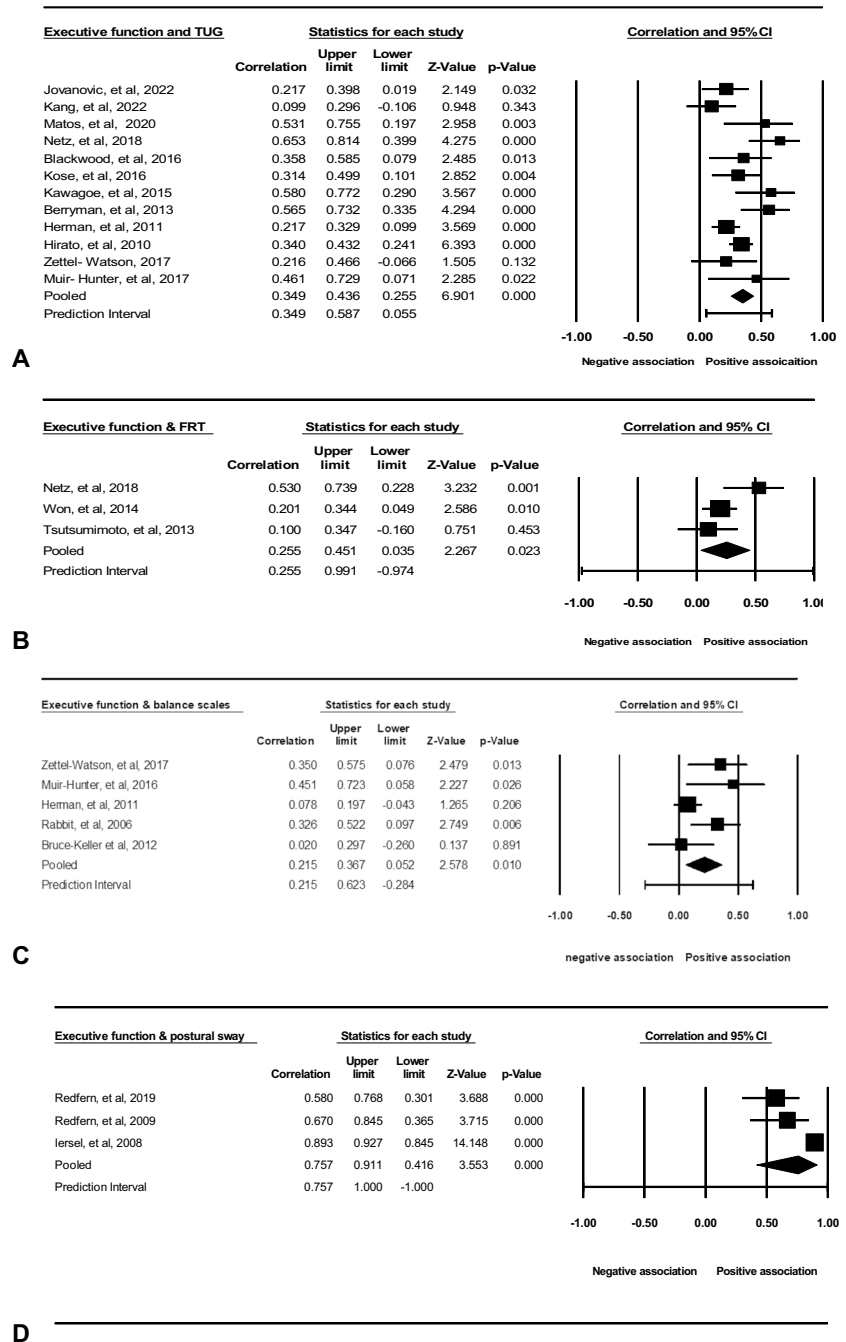 Executive function and TUG Statistics for each study Correlation and 95% CI
Upper Lower
Correlation limit limit Z-Value p-Value
Jovanovic, et al, 2022 0.217 0.398 0.019 2.149 0.032
Kang, et al, 2022 0.099 0.296 -0.106 0.948 0.343
Matos, et al, 2020 0.531 0.755 0.197 2.958 0.003
Netz, et al, 2018 0.653 0.814 0.399 4.275 0.000
Blackwood, et al, 2016 0.358 0.585 0.079 2.485 0.013
Kose, et al, 2016 0.314 0.499 0.101 2.852 0.004
Kawagoe, et al, 2015 0.580 0.772 0.290 3.567 0.000
Berryman, et al, 2013 0.565 0.732 0.335 4.294 0.000
Herman, et al, 2011 0.217 0.329 0.099 3.569 0.000
Hirato, et al, 2010 0.340 0.432 0.241 6.393 0.000
Zettel- Watson, 2017 0.216 0.466 -0.066 1.505 0.132
Muir- Hunter, et al, 2017 0.461 0.729 0.071 2.285 0.022
Pooled 0.349 0.436 0.255 6.901 0.000
Prediction Interval 0.349 0.587 0.055
-1.00 -0.50 0.00 0.50 1.00
Negative association Positive assoicaition
A
Executive function & FRT Statistics for each study Correlation and 95% CI
Upper Lower
Correlation limit limit Z-Value p-Value
Netz, et al, 2018 0.530 0.739 0.228 3.232 0.001
Won, et al, 2014 0.201 0.344 0.049 2.586 0.010
Tsutsumimoto, et al, 2013 0.100 0.347 -0.160 0.751 0.453
Pooled 0.255 0.451 0.035 2.267 0.023
Prediction Interval 0.255 0.991 -0.974
-1.00 -0.50 0.00 0.50 1.0
Negative association Positive association
B
Executive function & balance scales Statistics for each study Correlation and 95% CI
Upper Lower
Correlation limit limit Z-Value p-Value
Zettel-Watson, et al, 2017 0.350 0.575 0.076 2.479 0.013
Muir-Hunter, et al, 2016 0.451 0.723 0.058 2.227 0.026
Herman, et al, 2011 0.078 0.197 -0.043 1.265 0.206
Rabbit, et al, 2006 0.326 0.522 0.097 2.749 0.006
Bruce-Keller et al, 2012 0.020 0.297 -0.260 0.137 0.891
Pooled 0.215 0.367 0.052 2.578 0.010
Prediction Interval 0.215 0.623 -0.284
-1.00 -0.50 0.00 0.50 1.00
negative association Positive association
C
Executive function & postural sway Statistics for each study Correlation and 95% CI
Upper Lower
Correlation limit limit Z-Value p-Value
Redfern, et al, 2019 0.580 0.768 0.301 3.688 0.000
Redfern, et al, 2009 0.670 0.845 0.365 3.715 0.000
Iersel, et al, 2008 0.893 0.927 0.845 14.148 0.000
Pooled 0.757 0.911 0.416 3.553 0.000
Prediction Interval 0.757 1.000 -1.000
-1.00 -0.50 0.00 0.50 1.00
Negative association Positive association
D